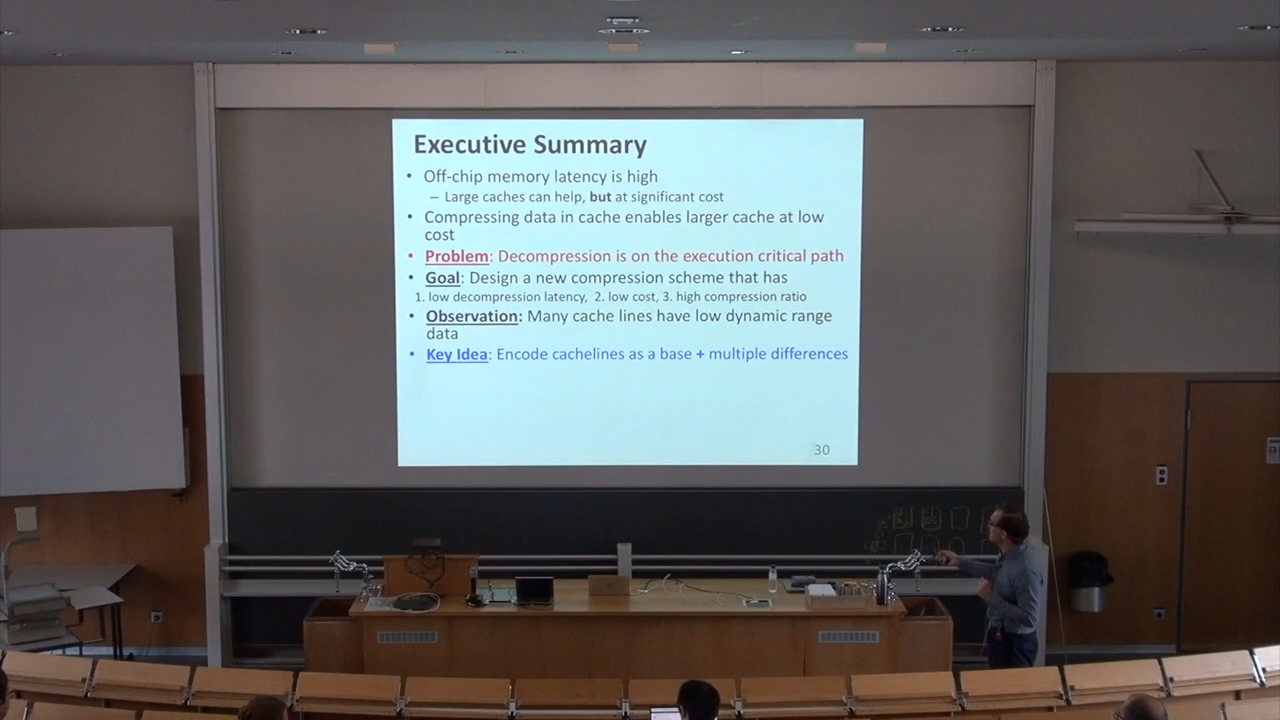 Executive Summary
• Off-chip memory latency is high
– Large caches can help, but at significant cost
• Compressing data in cache enables larger cache at low
cost
• Problem: Decompression is on the execution critical path
• Goal: Design a new compression scheme that has
1. low decompression latency, 2. low cost, 3. high compression ratio
• Observation: Many cache lines have low dynamic range
data
• Key Idea: Encode cachelines as a base + multiple differences
30